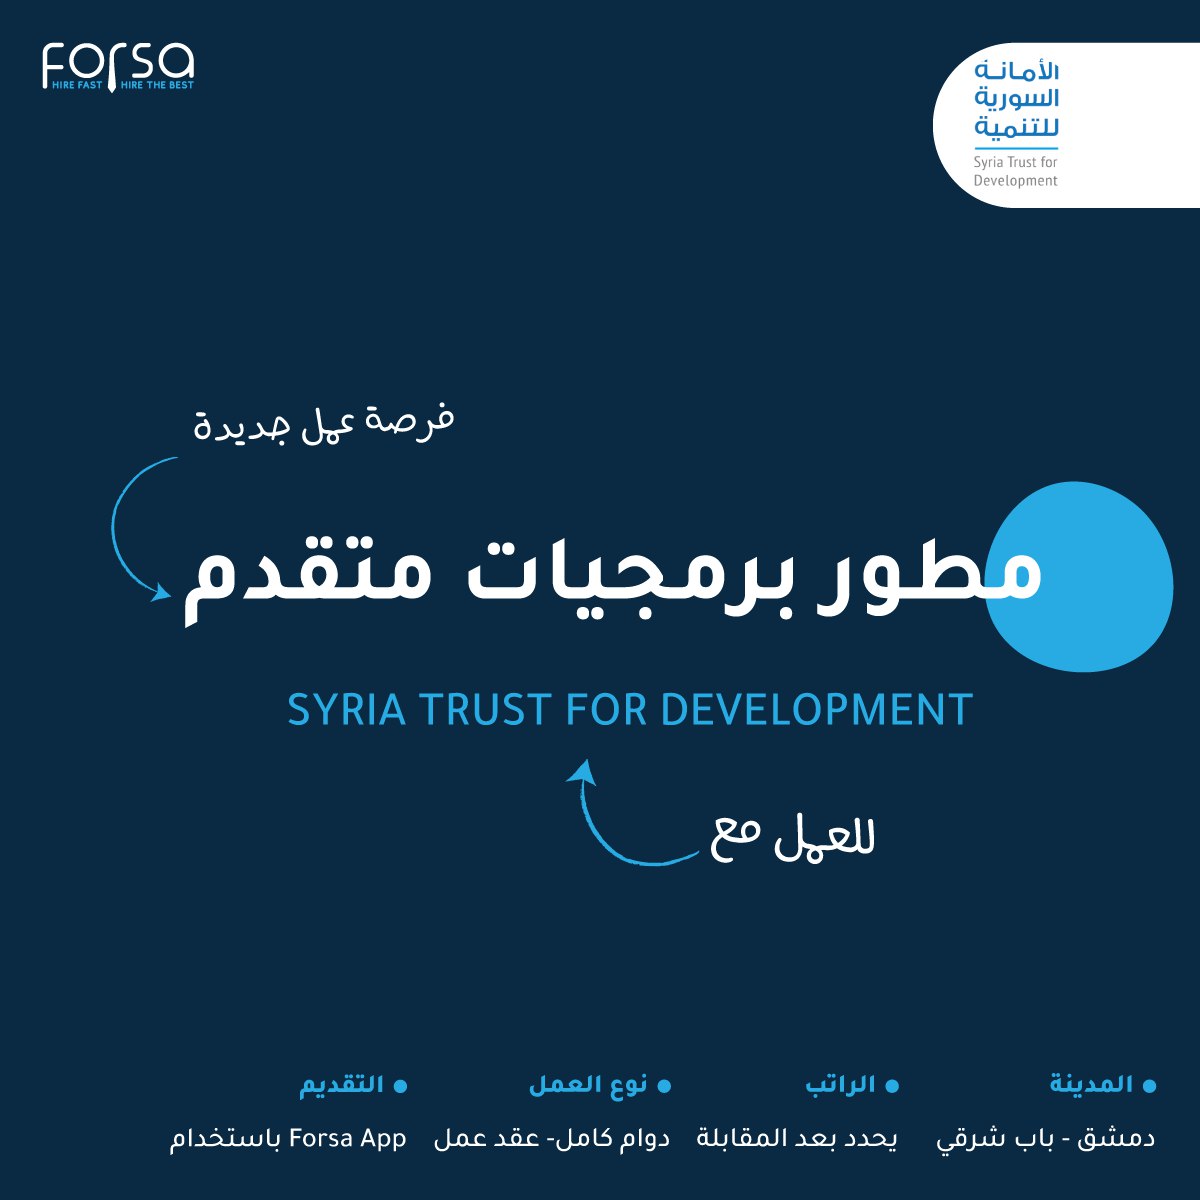 Forsa
HIRE FAST HIRE THE BEST
الأمانة
السورية
للتنمية
Syria Trust for
Development
فرصة عمل جديدة
مطور برمجيات متقدم
SYRIA TRUST FOR DEVELOPMENT
للعمل مع
• المدينة
دمشق - باب شرقي
• الراتب
يحدد بعد المقابلة
• نوع العمل
دوام كامل- عقد عمل
• التقديم
باستخدام Forsa App